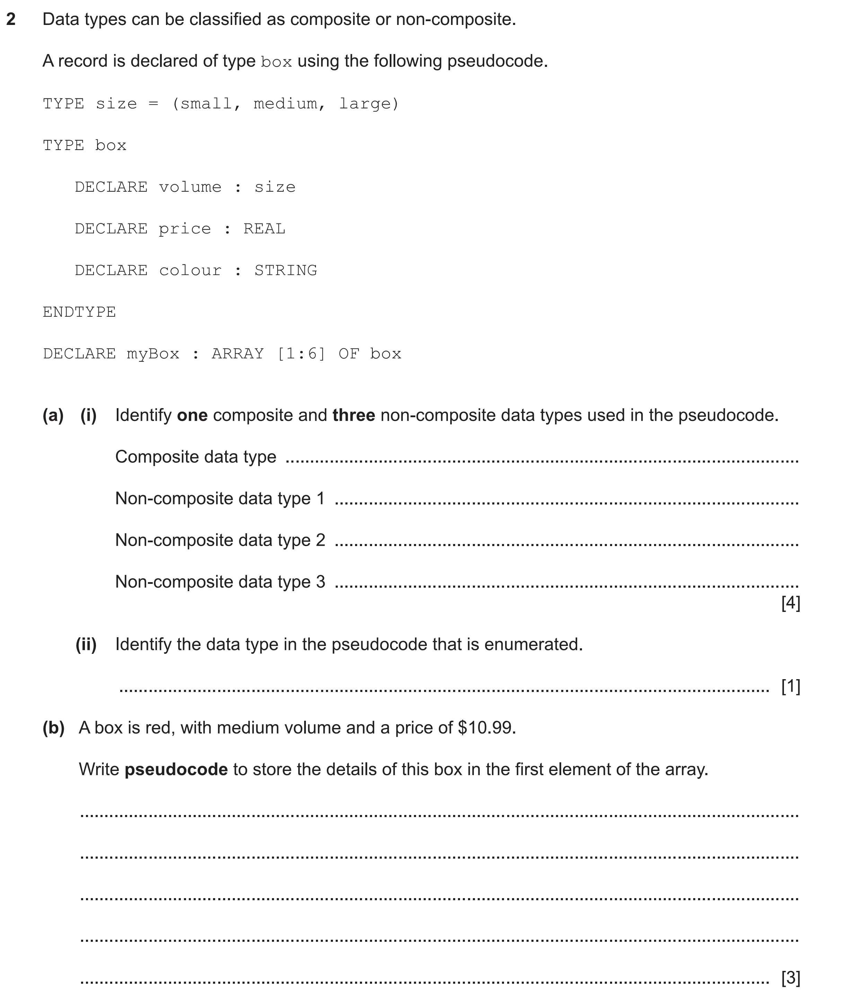 2 Data types can be classified as composite or non-composite.
A record is declared of type box using the following pseudocode.
TYPE size = (small, medium, large)
TYPE box
DECLARE volume : size
DECLARE price : REAL
DECLARE colour : STRING
ENDTYPE
DECLARE myBox : ARRAY [1:6] OF box
(a) (i) Identify one composite and three non-composite data types used in the pseudocode.
Composite data type ................................................................
Non-composite data type 1 ................................................................
Non-composite data type 2 ................................................................
Non-composite data type 3 ................................................................
[4]
(ii) Identify the data type in the pseudocode that is enumerated.
................................................................ [1]
(b) A box is red, with medium volume and a price of $10.99.
Write pseudocode to store the details of this box in the first element of the array.
................................................................
................................................................
................................................................
................................................................
................................................................ [3]